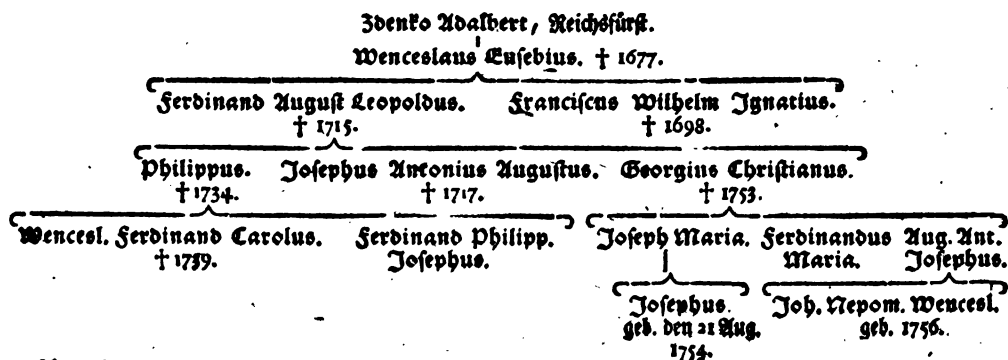 Zdenko Adalbert, Reichsfürst.
Wenceslaus Eusebius. † 1677.
Ferdinand August Leopoldus. Franciscus Wilhelm Ignatius.
† 1715. † 1698.
Philippus. Josephus Antonius Augustus. Georgius Christianus.
† 1734. † 1717. † 1753.
Wencesl. Ferdinand Carolus. Ferdinand Philipp. Joseph Maria. Ferdinandus Aug. Ant.
† 1739. Josephus. Maria. Josephus.
Josephus. Joh. Nepom. Wencesl.
geb. den 21 Aug. geb. 1756.
1754.